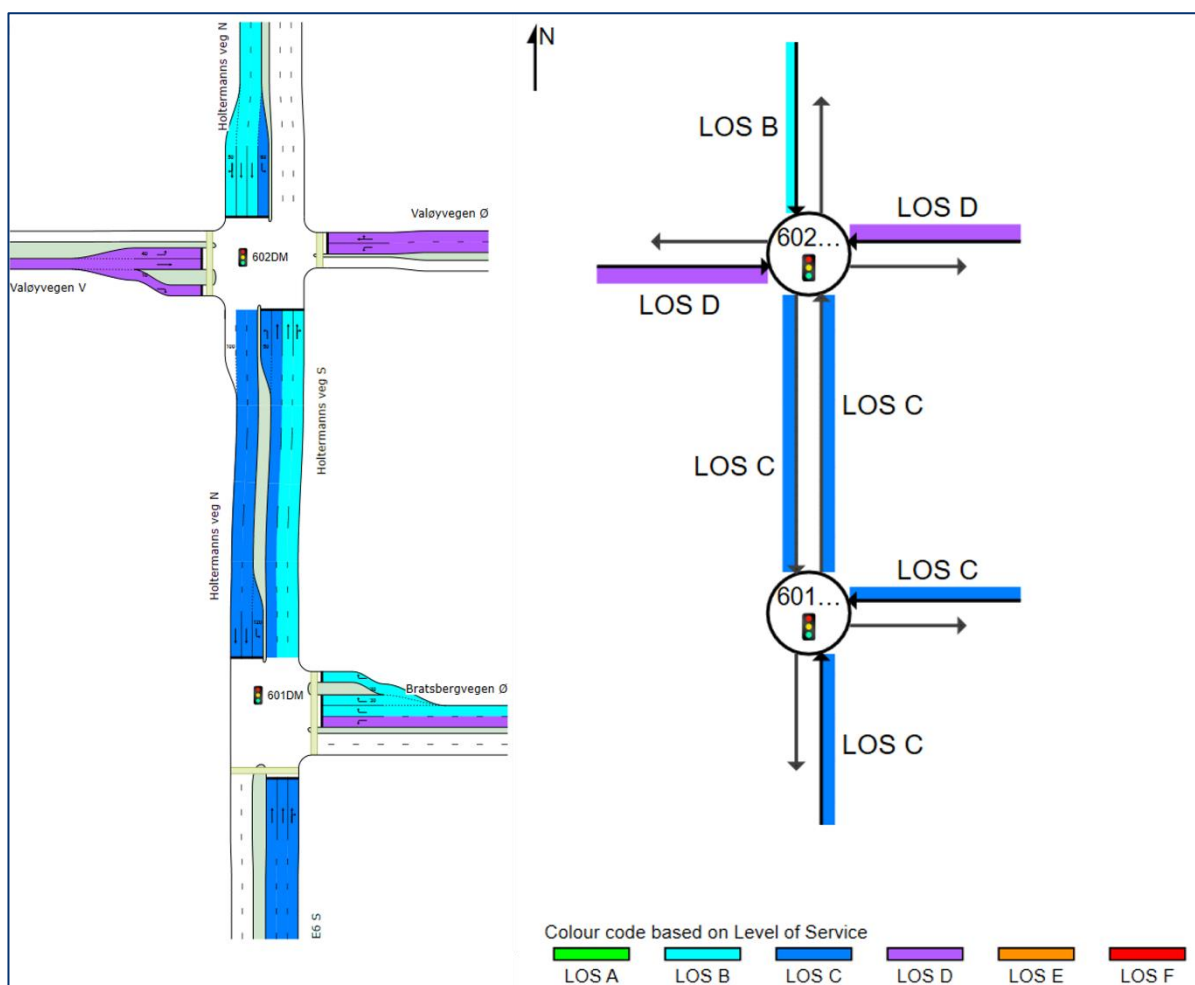 Holtermanns veg N
Valøyvegen Ø
602DM
Valøyvegen V
Holtermanns veg S
Holtermanns veg N
601DM
Bratsbergvegen Ø
E6 S
N
LOS B
LOS D
602...
LOS D
LOS C
LOS C
LOS C
601...
LOS C
Colour code based on Level of Service
LOS A LOS B LOS C LOS D LOS E LOS F